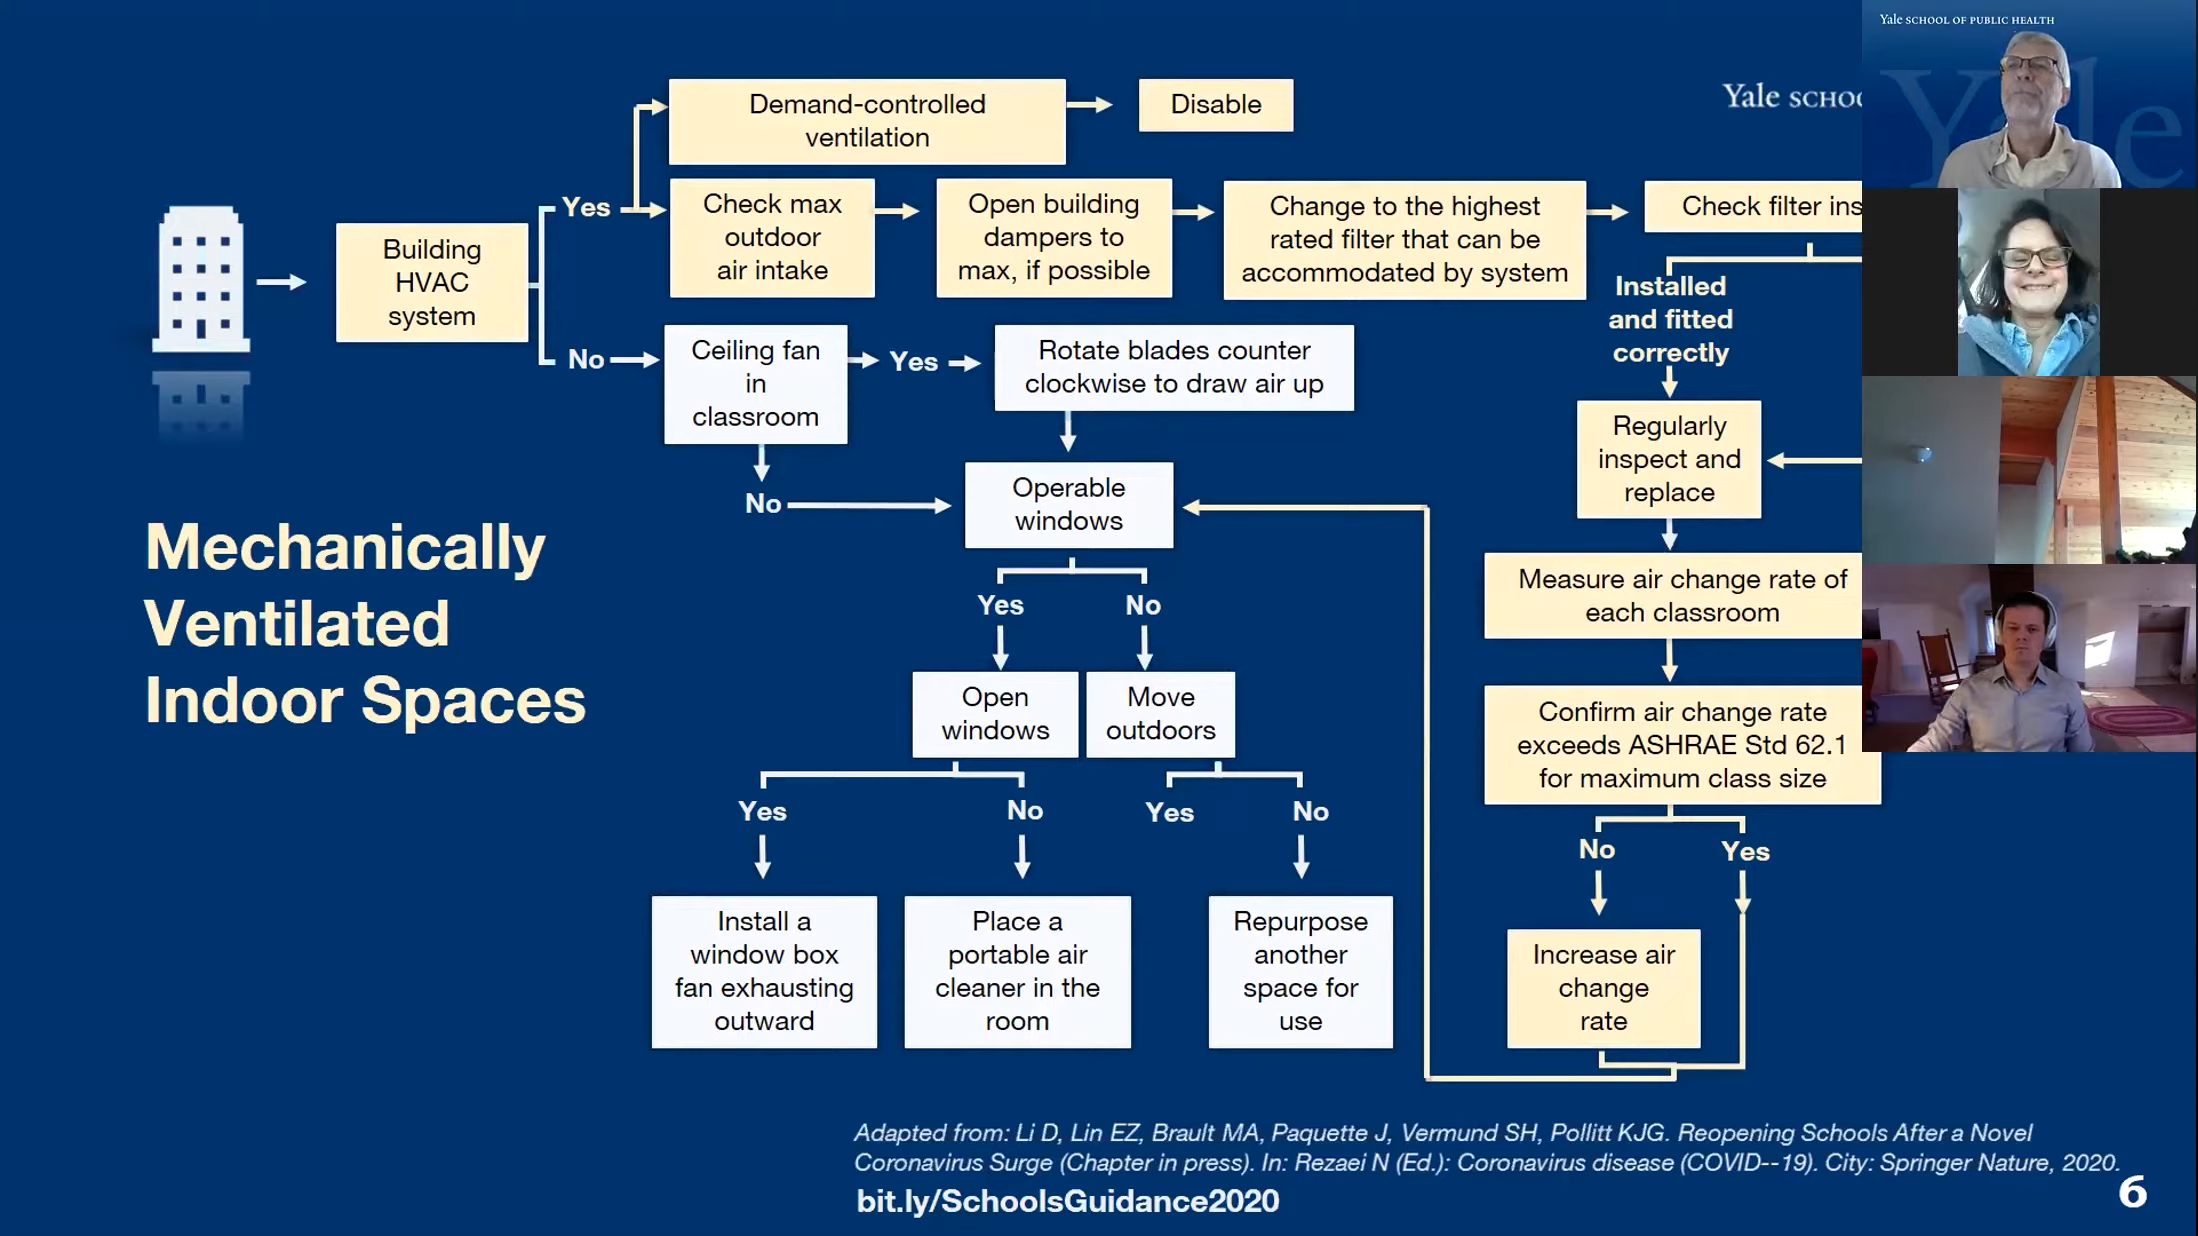 Yale SCHOOL OF PUBLIC HEALTH
Yale
Yale
Demand-controlled
ventilation
Disable
Yes
Check max
outdoor
air intake
Open building
dampers to
max, if possible
Change to the highest
rated filter that can be
accommodated by system
Check filter
Building
HVAC
system
Installed
and fitted
correctly
No
Ceiling fan
in
classroom
Yes
Rotate blades counter
clockwise to draw air up
Regularly
inspect and
replace
No
Operable
windows
Mechanically
Ventilated
Indoor Spaces
Measure air change rate of
each classroom
Yes
No
Open
windows
Move
outdoors
Confirm air change rate
exceeds ASHRAE Std 62.1
for maximum class size
Yes
No
Yes
No
No
Yes
Install a
window box
fan exhausting
outward
Place a
portable air
cleaner in the
room
Repurpose
another
space for
use
Increase air
change
rate
Adapted from: Li D, Lin EZ, Brault MA, Paquette J, Vermund SH, Pollitt KJG. Reopening Schools After a Novel
Coronavirus Surge (Chapter in press). In: Rezaei N (Ed.): Coronavirus disease (COVID--19). City: Springer Nature, 2020.
bit.ly/SchoolsGuidance2020
6